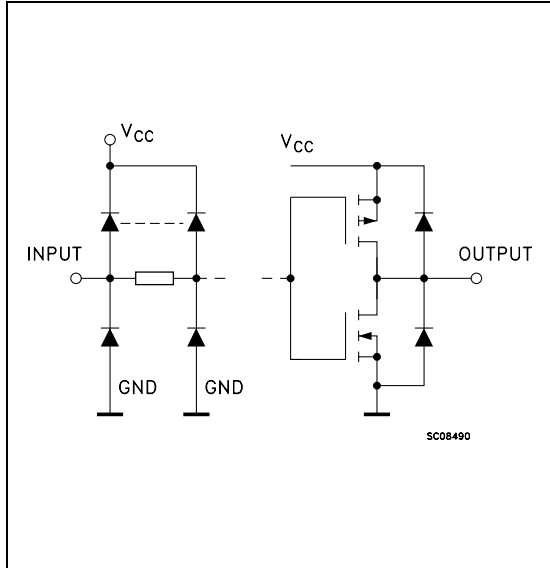 VCC
VCC
INPUT
OUTPUT
GND
GND
SC08490